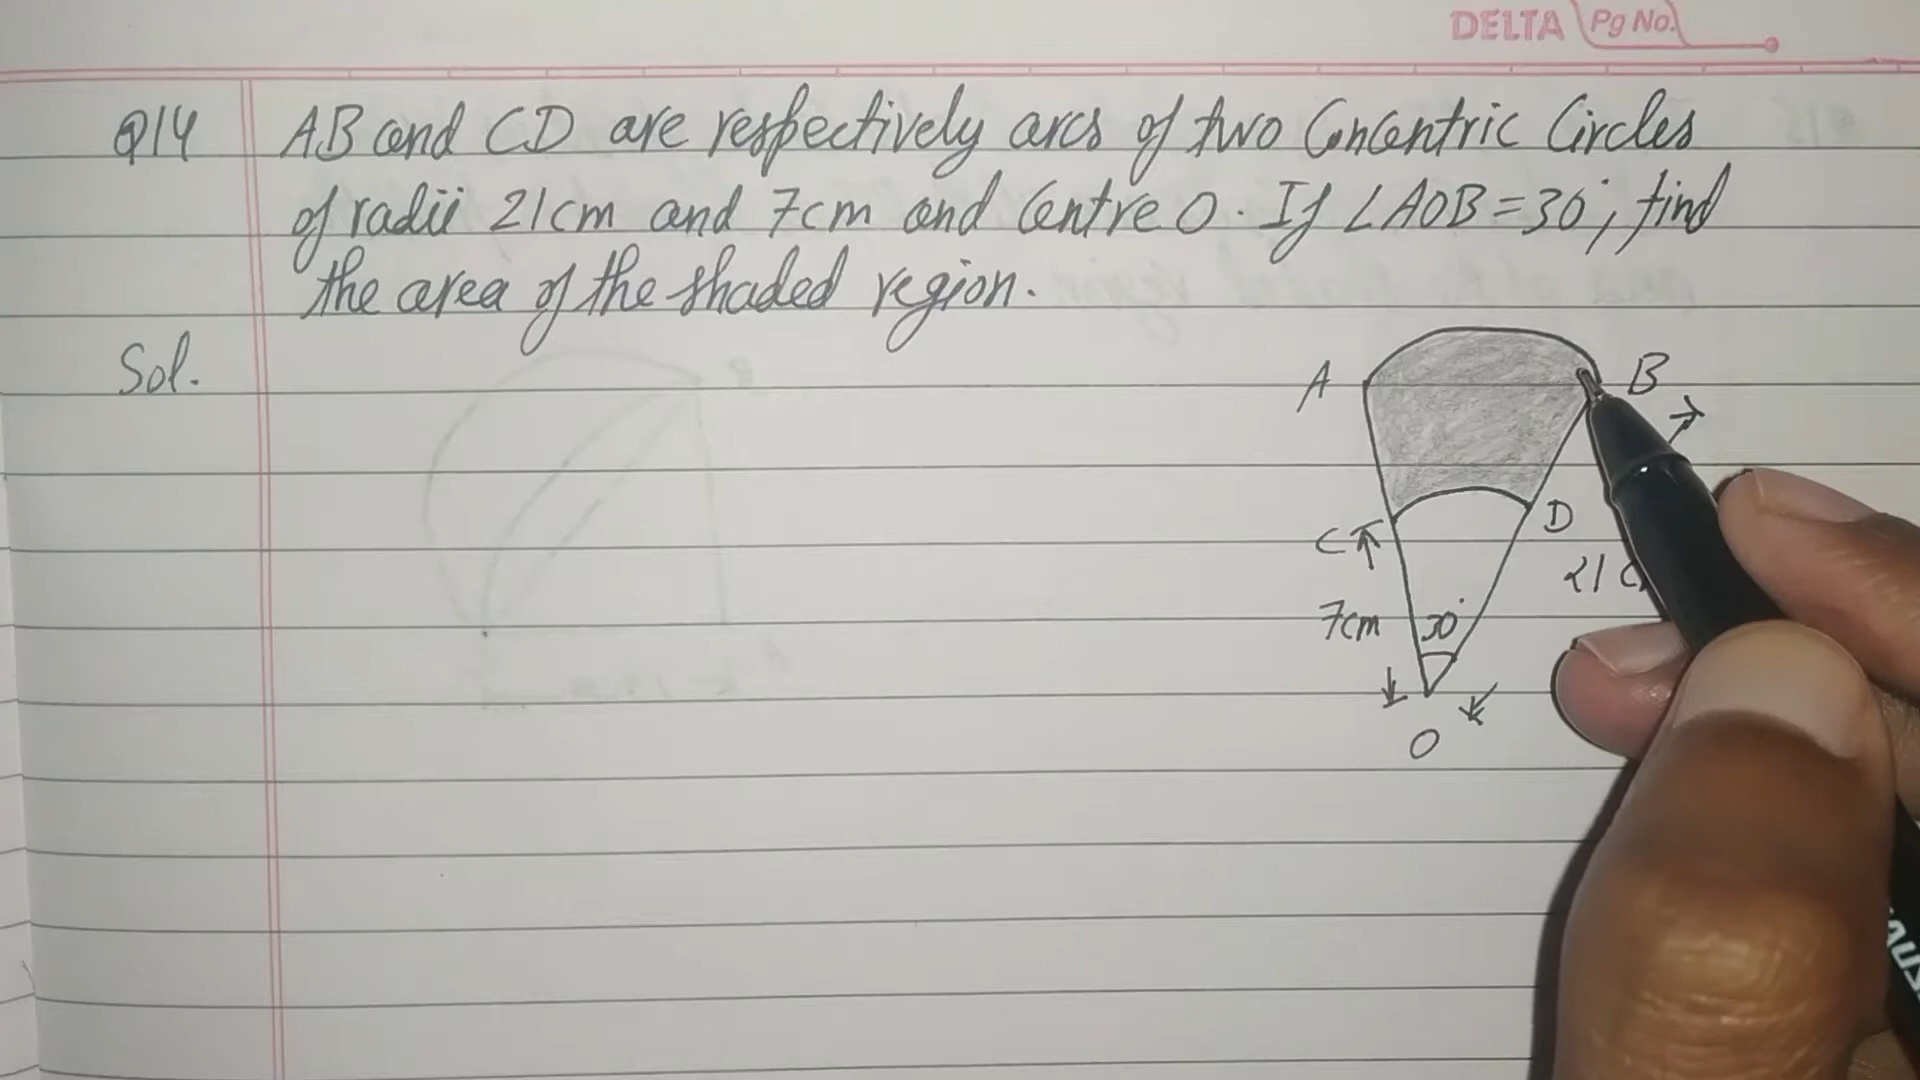 DELTA Pg No.
Q14 AB and CD are respectively arcs of two Concentric Circles
of radii 21cm and 7cm and Centre O. If ∠AOB = 30°, find
the area of the shaded region.
Sol.
A B
C D
21 C
7cm 30°
O